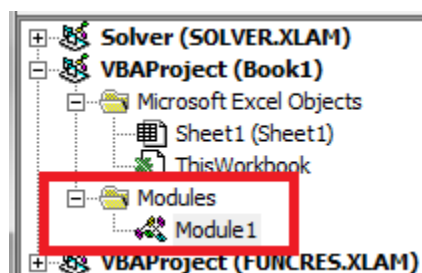 Solver (SOLVER.XLAM)
VBAProject (Book1)
Microsoft Excel Objects
Sheet1 (Sheet1)
ThisWorkbook
Modules
Module1
VBAProject (FUNCRES.XLAM)